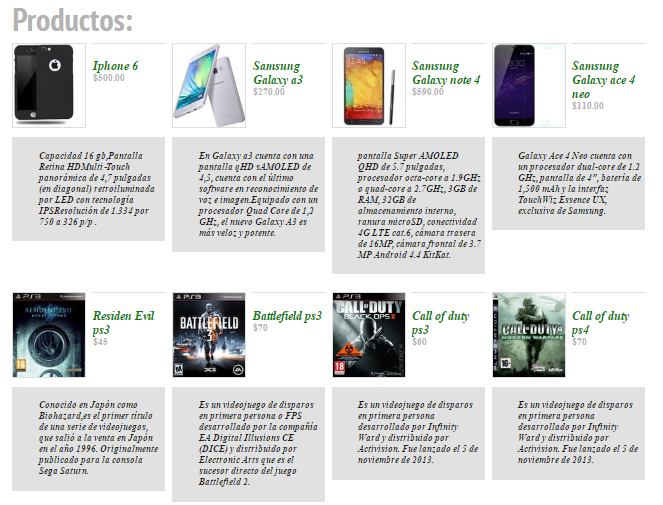 Productos:
Iphone 6
$500.00
Capacidad 16 gb,Pantalla
Retina HDMulti-Touch
panorámica de 4,7 pulgadas
(en diagonal) retroiluminada
por LED con tecnología
IPSResolución de 1.334 por
750 a 326 p/p .
Samsung
Galaxy a3
$270.00
En Galaxy a3 cuenta con una
pantalla qHD sAMOLED de
4,5, cuenta con el último
software en reconocimiento de
voz e imagen.Equipado con un
procesador Quad Core de 1,2
GHz, el nuevo Galaxy A3 es
más veloz y potente.
Samsung
Galaxy note 4
$590.00
pantalla Super AMOLED
QHD de 5.7 pulgadas,
procesador octa-core a 1.9GHz
o quad-core a 2.7GHz, 3GB de
RAM, 32GB de
almacenamiento interno,
ranura microSD, conectividad
4G LTE cat.6, cámara trasera
de 16MP, cámara frontal de 3.7
MP Android 4.4 KitKat.
Samsung
Galaxy ace 4
neo
$110.00
Galaxy Ace 4 Neo cuenta con
un procesador dual-core de 1.2
GHz, pantalla de 4”, batería de
1,500 mAh y la interfaz
TouchWiz Essence UX,
exclusiva de Samsung.
PS3
RESIDENT EVIL
16
Residen Evil
ps3
$45
Conocido en Japón como
Biohazard,es el primer título
de una serie de videojuegos,
que salió a la venta en Japón
en el año 1996. Originalmente
publicado para la consola
Sega Saturn.
PS3
BATTLEFIELD
3
DICE
EA
Battlefield ps3
$70
Es un videojuego de disparos
en primera persona o FPS
desarrollado por la compañía
EA Digital Illusions CE
(DICE) y distribuido por
Electronic Arts que es el
sucesor directo del juego
Battlefield 2.
PS3
CALL OF DUTY
BLACK OPS II
18
Call of duty
ps3
$60
Es un videojuego de disparos
en primera persona
desarrollado por Infinity
Ward y distribuido por
Activision. Fue lanzado el 5 de
noviembre de 2013.
CALL OF DUTY 4
MODERN WARFARE
16
Call of duty
ps4
$70
Es un videojuego de disparos
en primera persona
desarrollado por Infinity
Ward y distribuido por
Activision. Fue lanzado el 5 de
noviembre de 2013.